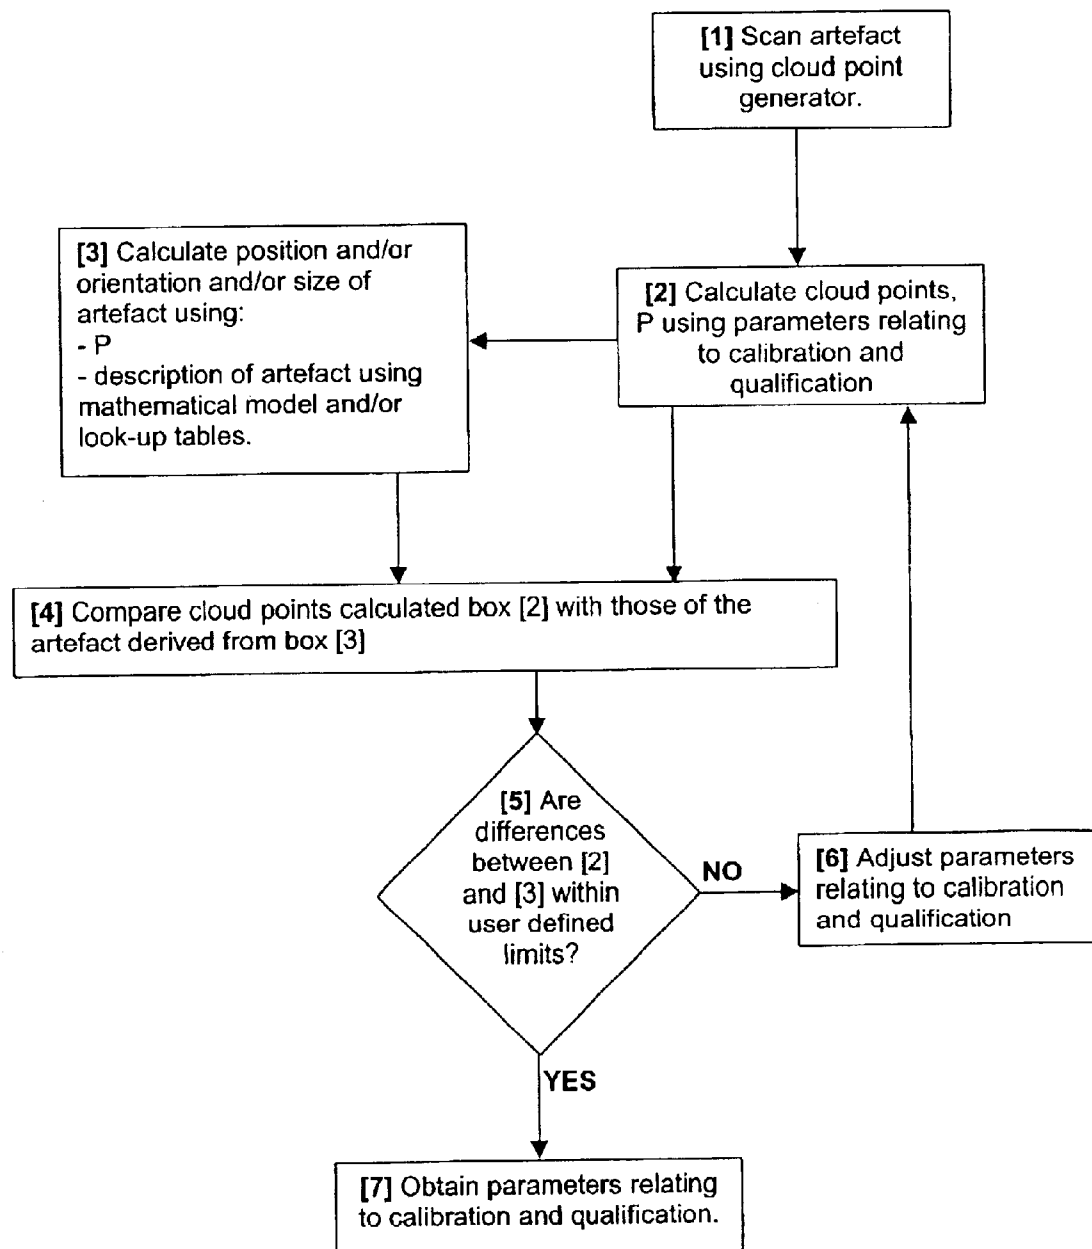 [1] Scan artefact
using cloud point
generator.
[3] Calculate position and/or
orientation and/or size of
artefact using:
- P
- description of artefact using
mathematical model and/or
look-up tables.
[2] Calculate cloud points,
P using parameters relating
to calibration and
qualification
[4] Compare cloud points calculated box [2] with those of the
artefact derived from box [3]
[5] Are
differences
between [2]
and [3] within
user defined
limits?
NO
[6] Adjust parameters
relating to calibration
and qualification
YES
[7] Obtain parameters relating
to calibration and qualification.